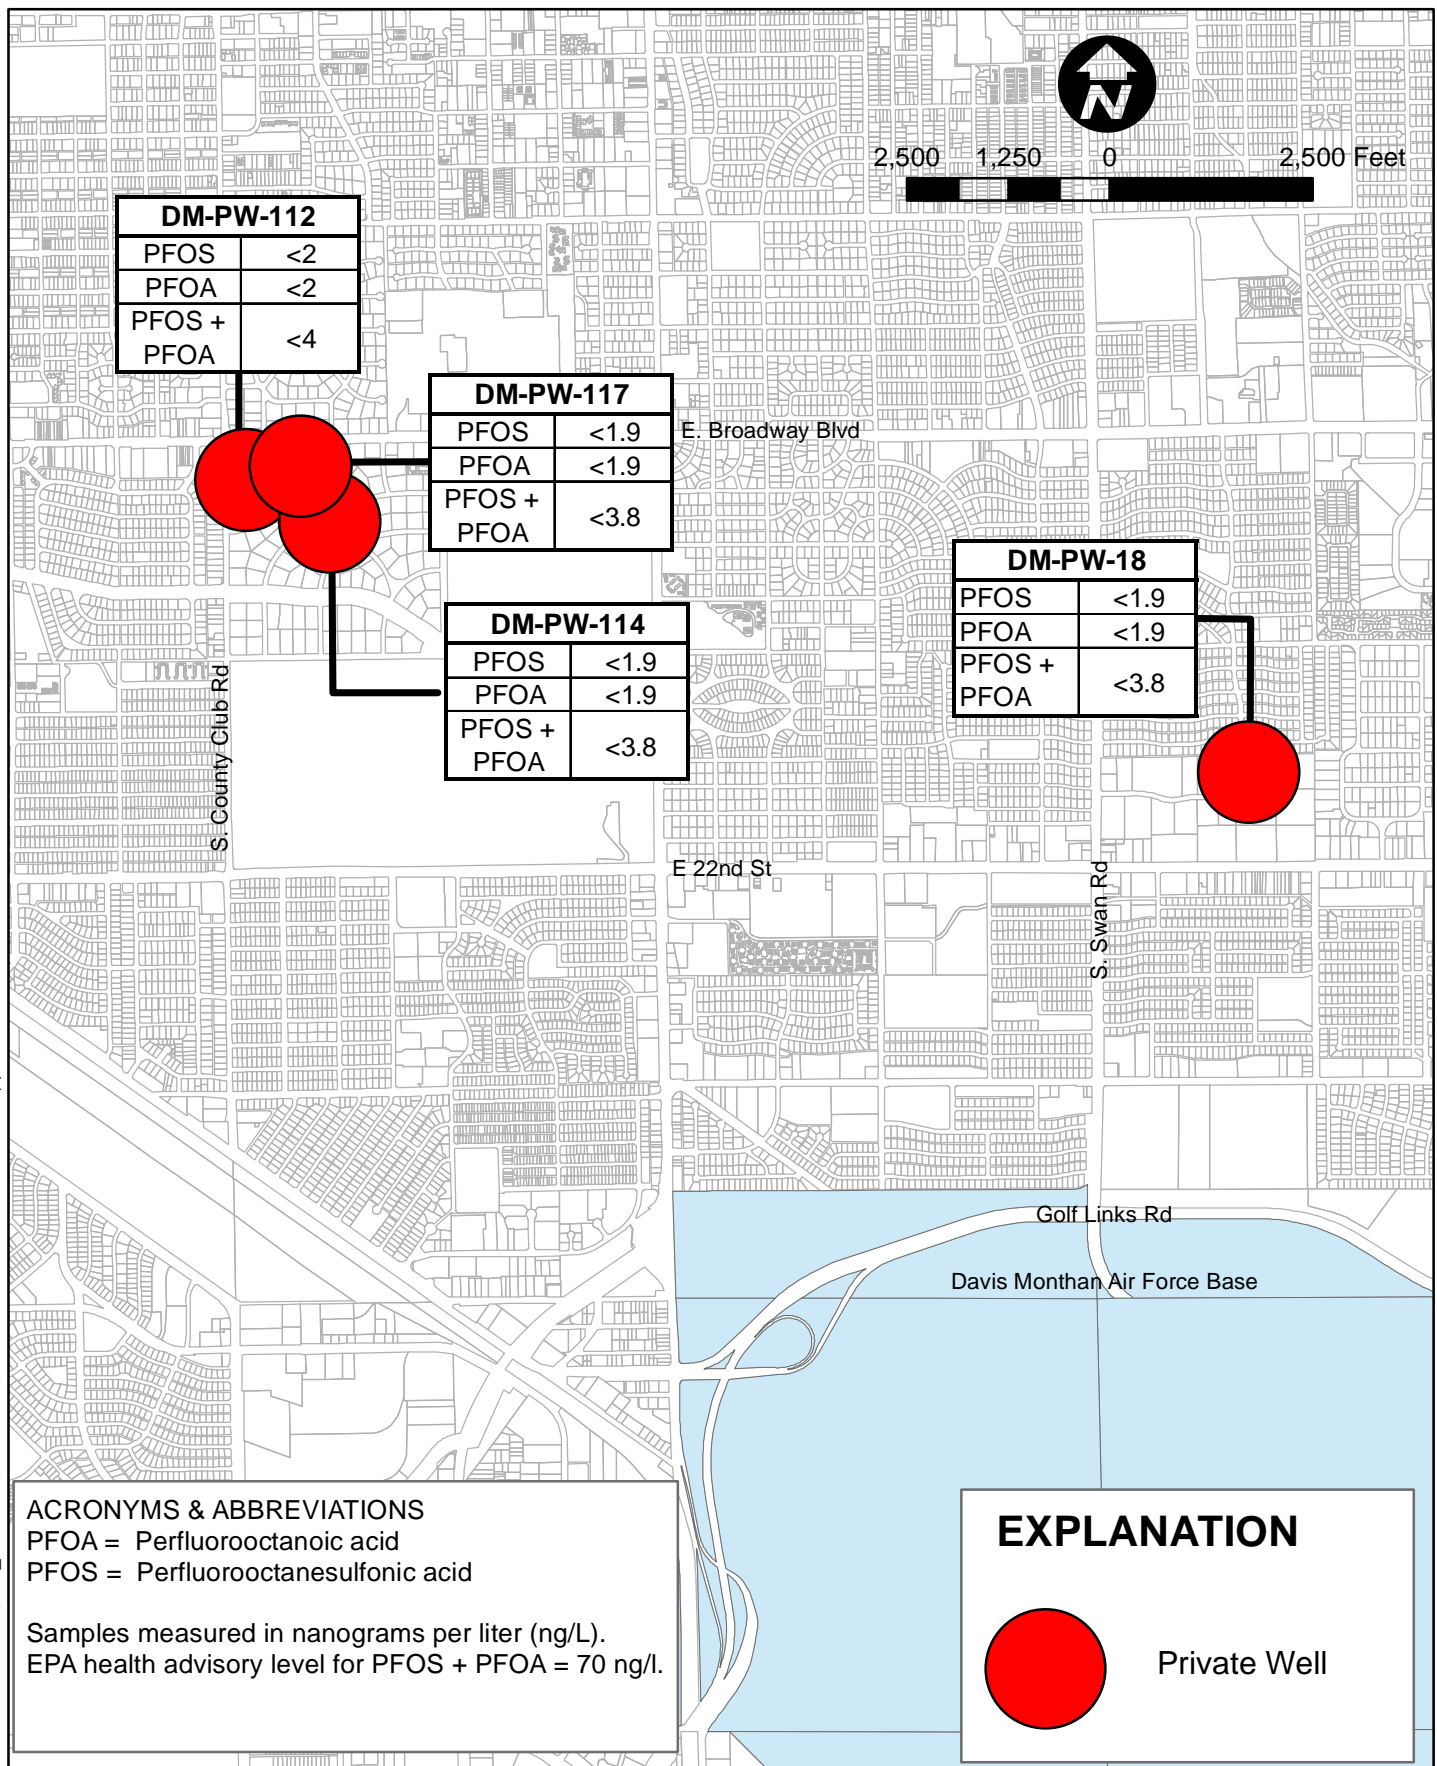 N
2,500 1,250 0 2,500 Feet
DM-PW-112
PFOS <2
PFOA <2
PFOS +
PFOA
<4
DM-PW-117
PFOS <1.9
PFOA <1.9
PFOS +
PFOA
<3.8
E. Broadway Blvd
DM-PW-18
PFOS <1.9
PFOA <1.9
PFOS +
PFOA
<3.8
DM-PW-114
PFOS <1.9
PFOA <1.9
PFOS +
PFOA
<3.8
S. County Club Rd
E 22nd St
S. Swan Rd
Golf Links Rd
Davis Monthan Air Force Base
ACRONYMS & ABBREVIATIONS
PFOA = Perfluorooctanoic acid
PFOS = Perfluorooctanesulfonic acid
Samples measured in nanograms per liter (ng/L).
EPA health advisory level for PFOS + PFOA = 70 ng/l.
EXPLANATION
Private Well